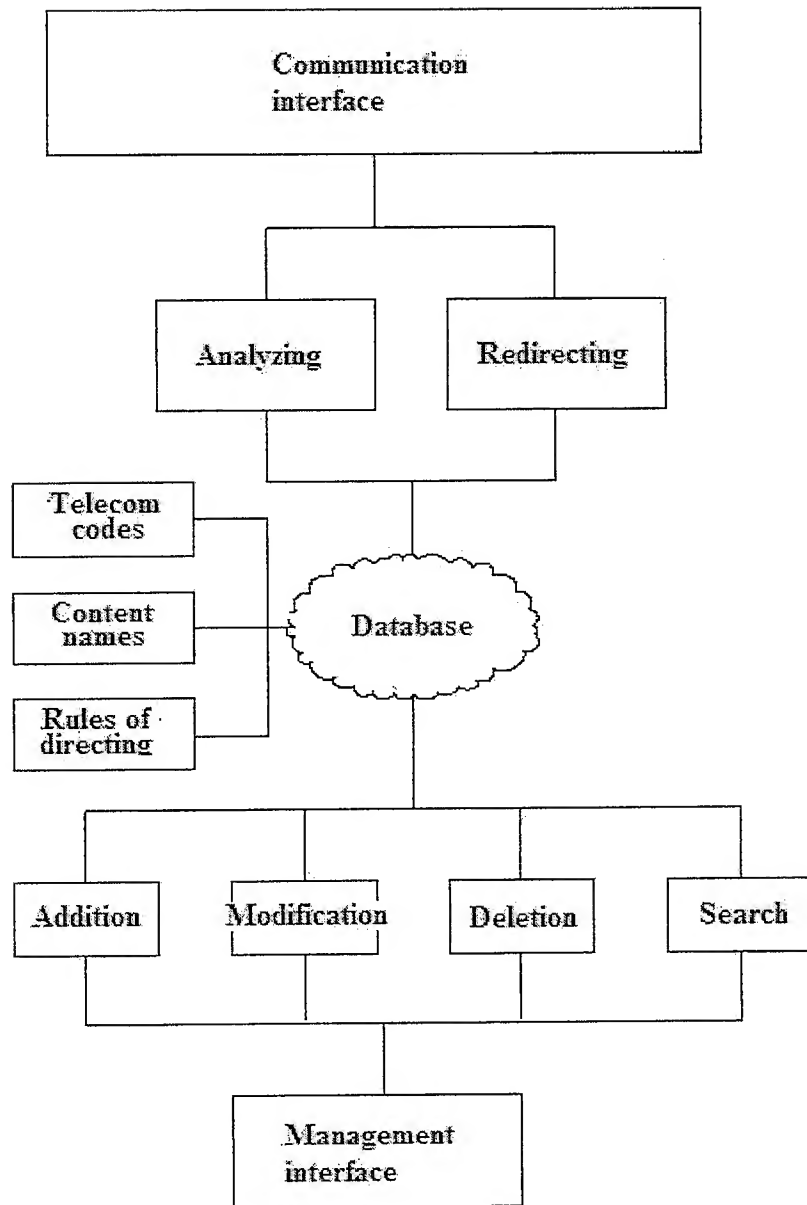 Communication
interface
Analyzing
Redirecting
Telecom
codes
Content
names
Database
Rules of
directing
Addition
Modification
Deletion
Search
Management
interface